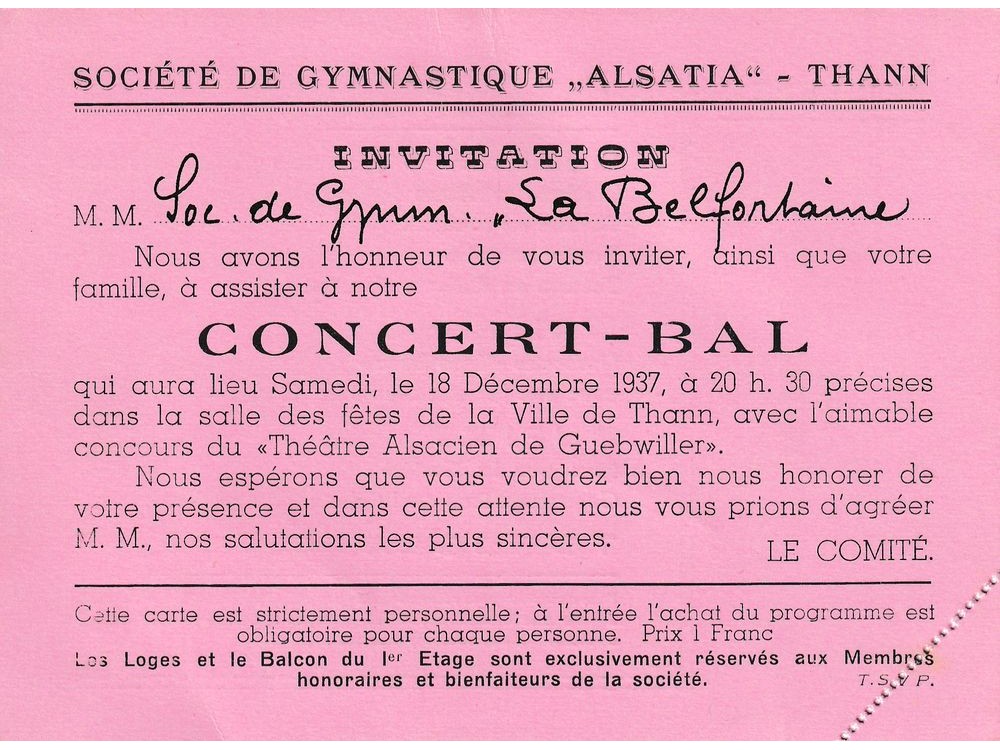 SOCIÉTÉ DE GYMNASTIQUE „ALSATIA“ - THANN
INVITATION
M. M. Soc. de Gymn. „La Belfortaine
Nous avons l'honneur de vous inviter, ainsi que votre
famille, à assister à notre
CONCERT-BAL
qui aura lieu Samedi, le 18 Décembre 1937, à 20 h. 30 précises
dans la salle des fêtes de la Ville de Thann, avec l'aimable
concours du «Théâtre Alsacien de Guebwiller».
Nous espérons que vous voudrez bien nous honorer de
votre présence et dans cette attente nous vous prions d'agréer
M. M., nos salutations les plus sincères.
LE COMITÉ.
Cette carte est strictement personnelle; à l'entrée l'achat du programme est
obligatoire pour chaque personne. Prix 1 Franc
Les Loges et le Balcon du Ier Etage sont exclusivement réservés aux Membres
honoraires et bienfaiteurs de la société.
T. S. V. P.